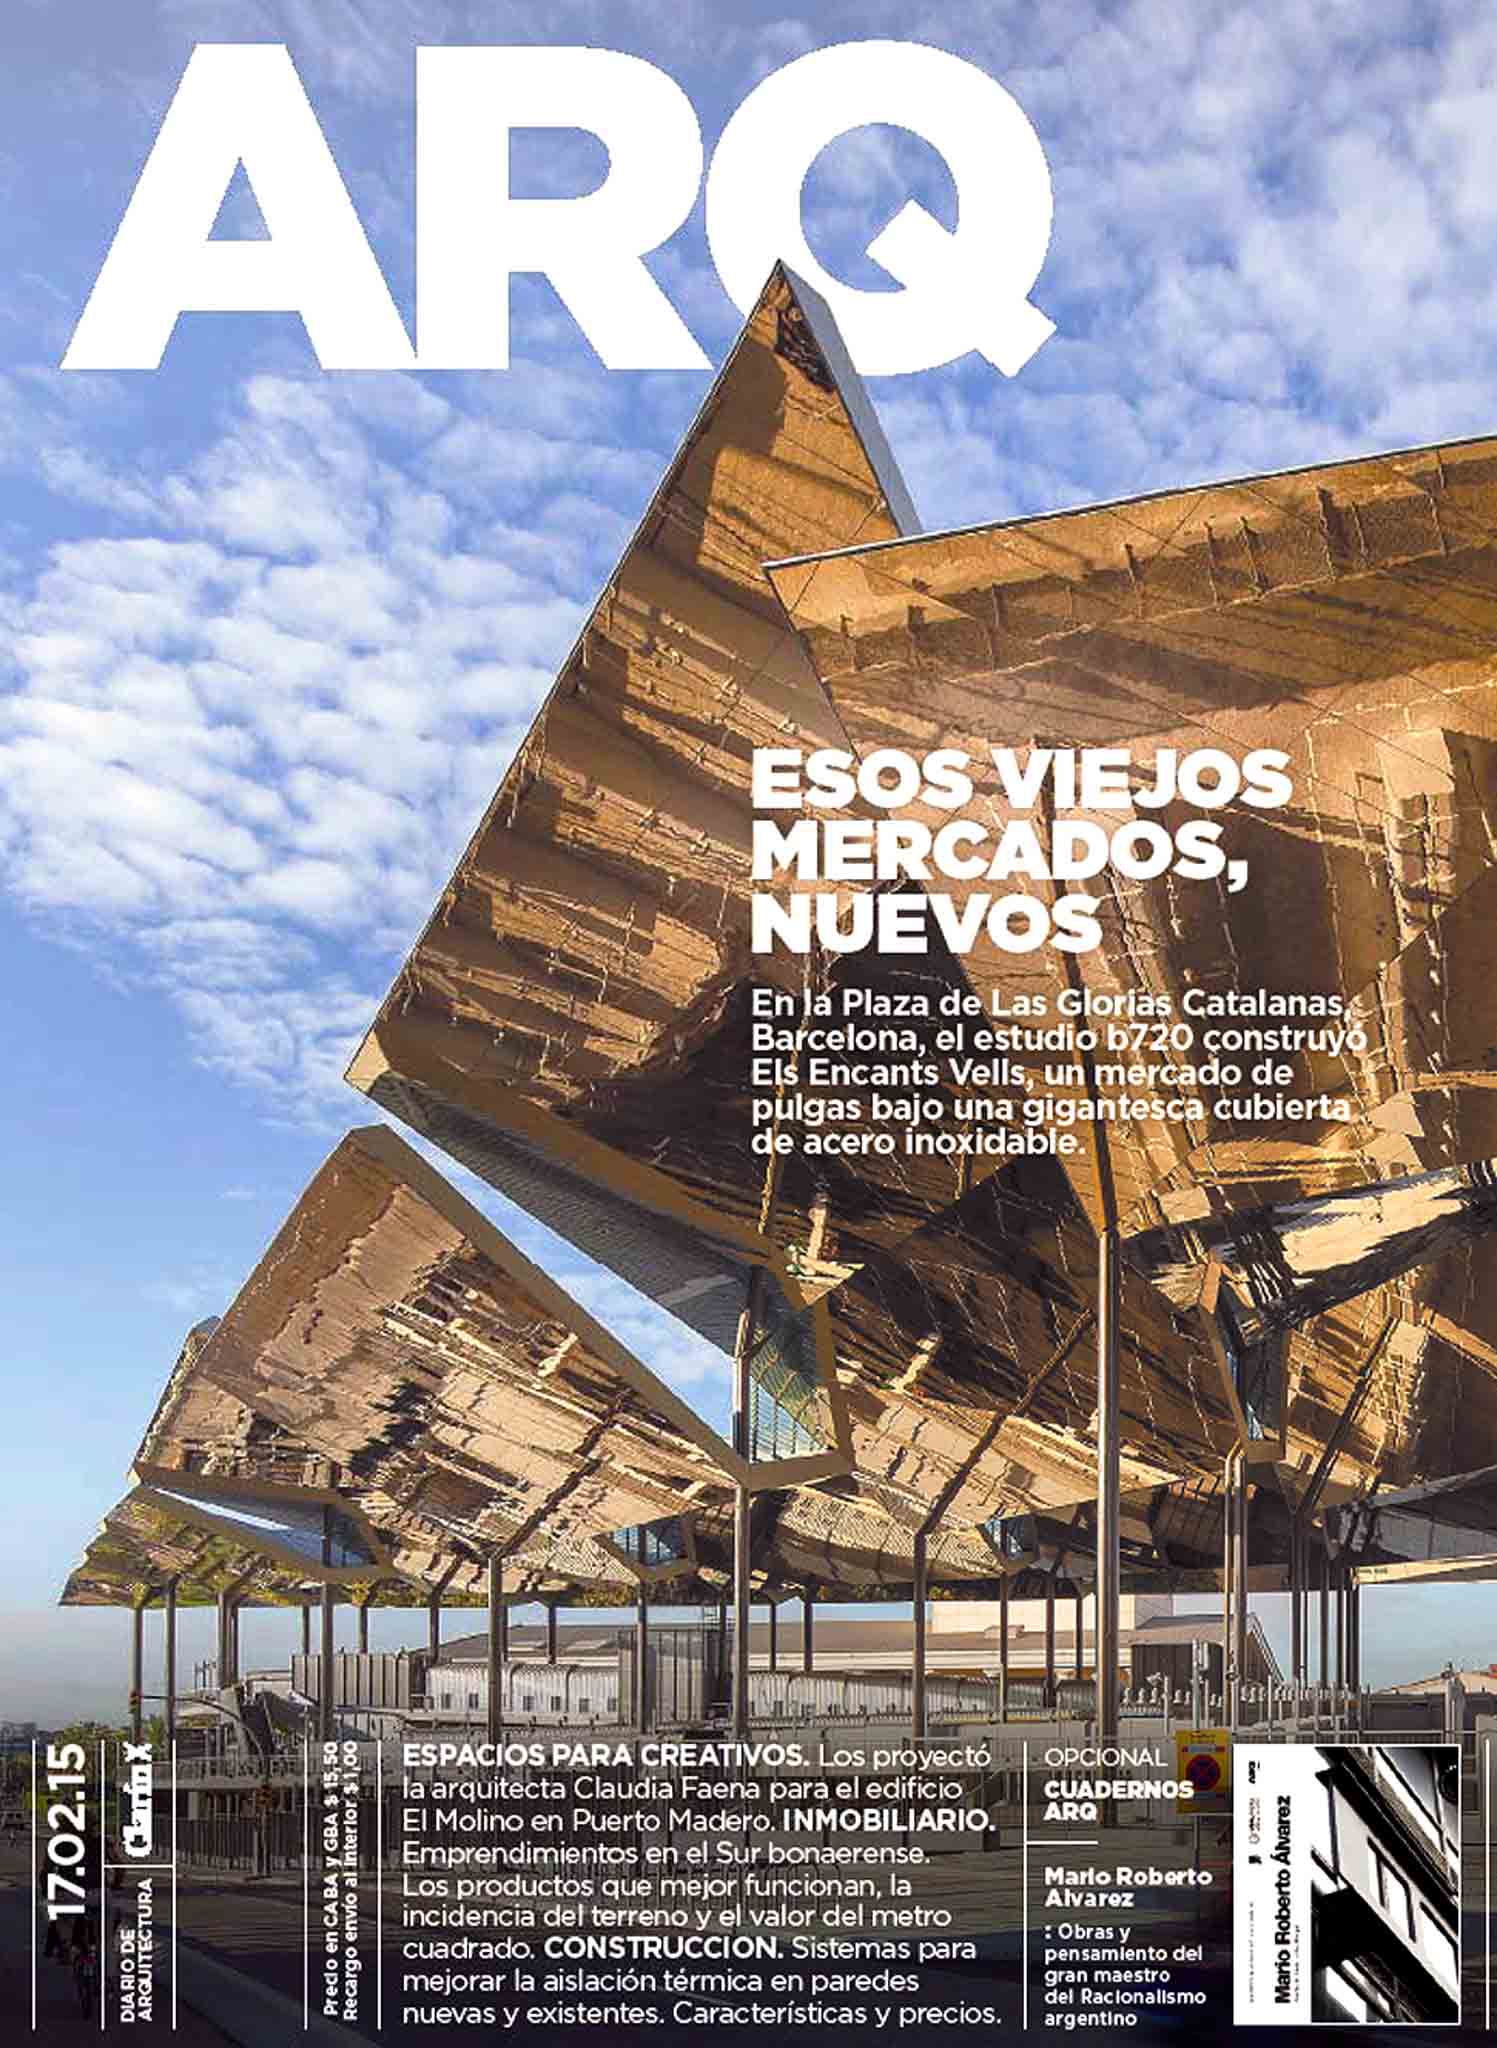 ARQ
ESOS VIEJOS
MERCADOS,
NUEVOS
En la Plaza de Las Glorias Catalanas,
Barcelona, el estudio b720 construyó
Els Encants Vells, un mercado de
pulgas bajo una gigantesca cubierta
de acero inoxidable.
17.02.15
Clarín X
DIARIO DE
ARQUITECTURA
Precio en CABA y GBA $ 15,50
Recargo envío al interior $ 1,00
ESPACIOS PARA CREATIVOS. Los proyectó
la arquitecta Claudia Faena para el edificio
El Molino en Puerto Madero. INMOBILIARIO.
Emprendimientos en el Sur bonaerense.
Los productos que mejor funcionan, la
incidencia del terreno y el valor del metro
cuadrado. CONSTRUCCION. Sistemas para
mejorar la aislación térmica en paredes
nuevas y existentes. Características y precios.
OPCIONAL
CUADERNOS
ARQ
Mario Roberto
Alvarez
: Obras y
pensamiento del
gran maestro
del Racionalismo
argentino
Mario Roberto Álvarez